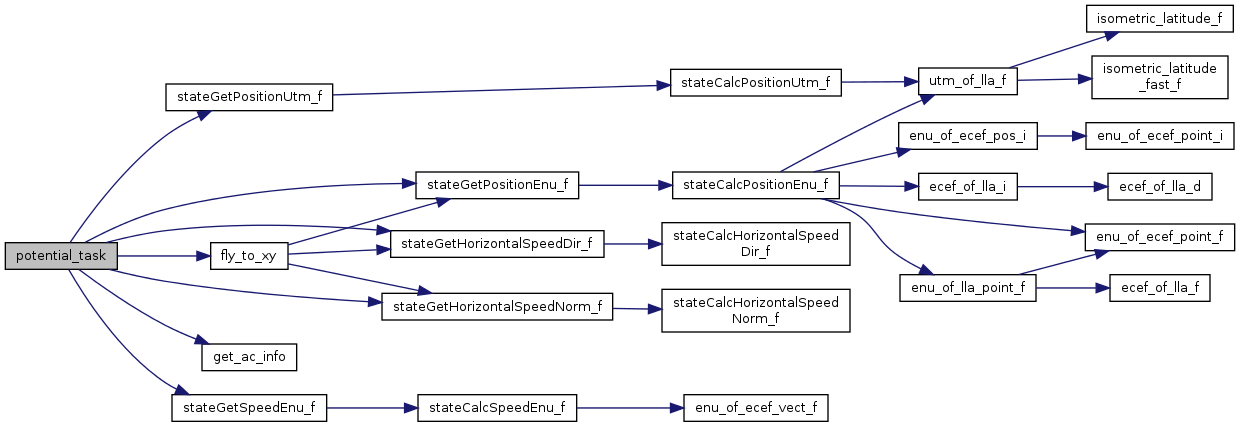 isometric_latitude_f
isometric_latitude
_fast_f
stateGetPositionUtm_f
stateCalcPositionUtm_f
utm_of_lla_f
enu_of_ecef_pos_i
enu_of_ecef_point_i
stateGetPositionEnu_f
stateCalcPositionEnu_f
ecef_of_lla_i
ecef_of_lla_d
potential_task
fly_to_xy
stateGetHorizontalSpeedDir_f
stateCalcHorizontalSpeed
Dir_f
enu_of_ecef_point_f
enu_of_lla_point_f
ecef_of_lla_f
stateGetHorizontalSpeedNorm_f
stateCalcHorizontalSpeed
Norm_f
get_ac_info
stateGetSpeedEnu_f
stateCalcSpeedEnu_f
enu_of_ecef_vect_f